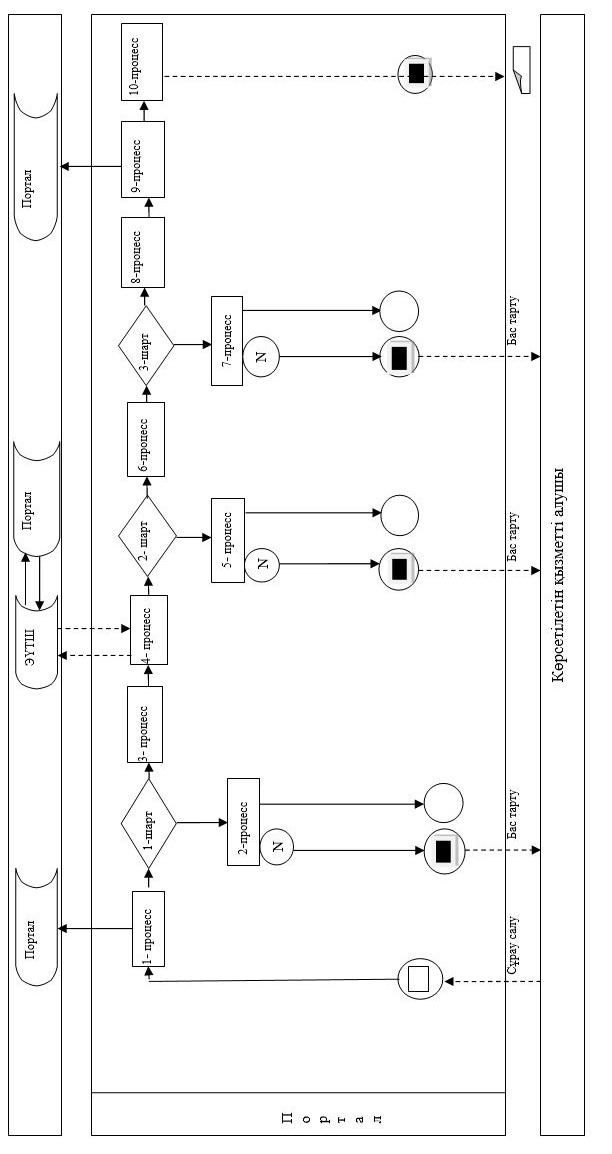 Портал
ЭҮТШ
Портал
Портал
Портал
1- процесс
1-шарт
3- процесс
4- процесс
2- шарт
6-процесс
3-шарт
8-процесс
9-процесс
10-процесс
2-процесс
N
5- процесс
N
7-процесс
N
Сұрау салу
Бас тарту
Бас тарту
Бас тарту
Көрсетілетін қызметті алушы